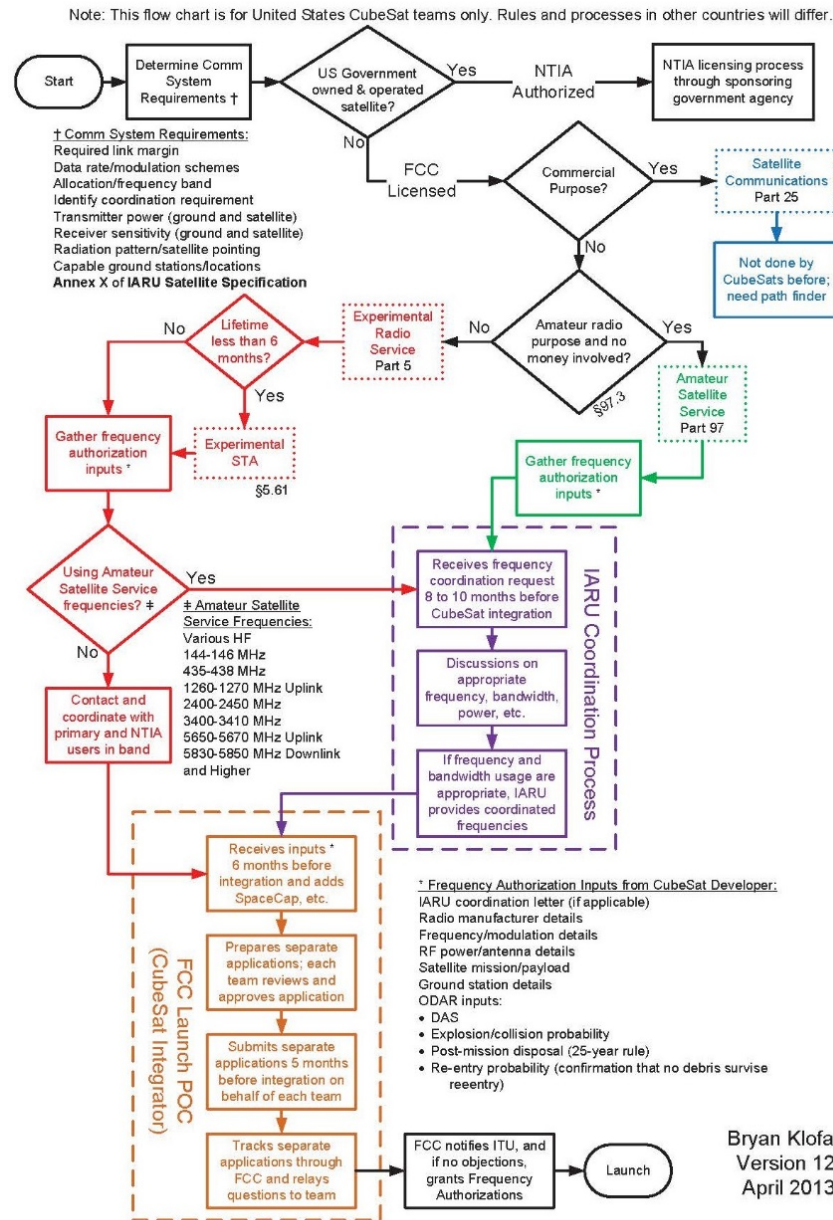 Note: This flow chart is for United States CubeSat teams only. Rules and processes in other countries will differ.
Start
Determine Comm
System
Requirements †
US Government
owned & operated
satellite?
Yes
NTIA
Authorized
NTIA licensing process
through sponsoring
government agency
No
FCC
Licensed
Commercial
Purpose?
Yes
Satellite
Communications
Part 25
Not done by
CubeSats before;
need path finder
No
† Comm System Requirements:
Required link margin
Data rate/modulation schemes
Allocation/frequency band
Identify coordination requirement
Transmitter power (ground and satellite)
Receiver sensitivity (ground and satellite)
Radiation pattern/satellite pointing
Capable ground stations/locations
Annex X of IARU Satellite Specification
Amateur radio
purpose and no
money involved?
§97.3
No
Yes
Experimental
Radio
Service
Part 5
Amateur
Satellite
Service
Part 97
Lifetime
less than 6
months?
No
Yes
Experimental
STA
§5.61
Gather frequency
authorization
inputs *
Gather frequency
authorization
inputs *
Using Amateur
Satellite Service
frequencies? ‡
Yes
No
‡ Amateur Satellite
Service Frequencies:
Various HF
144-146 MHz
435-438 MHz
1260-1270 MHz Uplink
2400-2450 MHz
3400-3410 MHz
5650-5670 MHz Uplink
5830-5850 MHz Downlink
and Higher
Contact and
coordinate with
primary and NTIA
users in band
IARU Coordination Process
Receives frequency
coordination request
8 to 10 months before
CubeSat integration
Discussions on
appropriate
frequency, bandwidth,
power, etc.
If frequency and
bandwidth usage are
appropriate, IARU
provides coordinated
frequencies
FCC Launch POC
(CubeSat Integrator)
Receives inputs *
6 months before
integration and adds
SpaceCap, etc.
Prepares separate
applications; each
team reviews and
approves application
Submits separate
applications 5 months
before integration on
behalf of each team
Tracks separate
applications through
FCC and relays
questions to team
* Frequency Authorization Inputs from CubeSat Developer:
IARU coordination letter (if applicable)
Radio manufacturer details
Frequency/modulation details
RF power/antenna details
Satellite mission/payload
Ground station details
ODAR inputs:
• DAS
• Explosion/collision probability
• Post-mission disposal (25-year rule)
• Re-entry probability (confirmation that no debris survise
reentry)
FCC notifies ITU, and
if no objections,
grants Frequency
Authorizations
Launch
Bryan Klofa
Version 12
April 2013